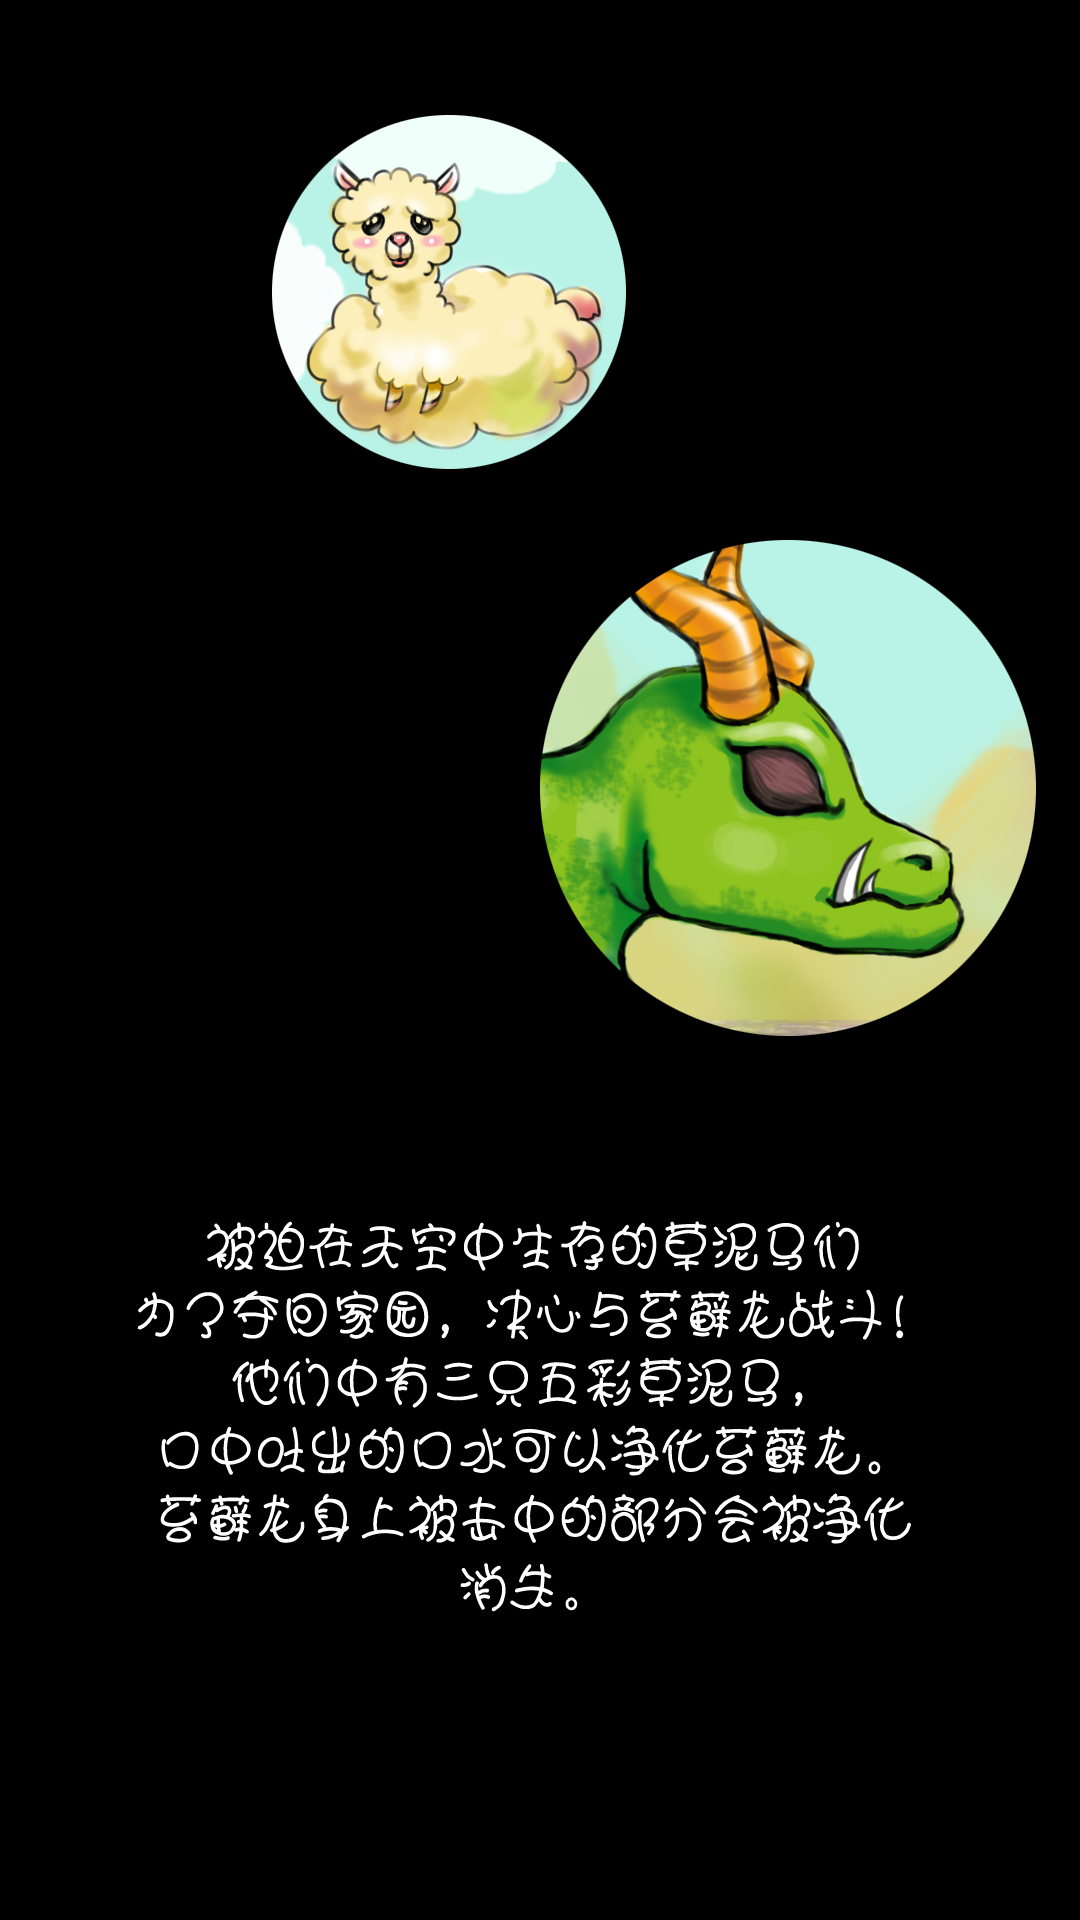 被迫在天空中生存的草泥马们
为了夺回家园，决心与苔藓龙战斗！
他们中有三只五彩草泥马，
口中吐出的口水可以净化苔藓龙。
苔藓龙身上被击中的部分会被净化
消失。